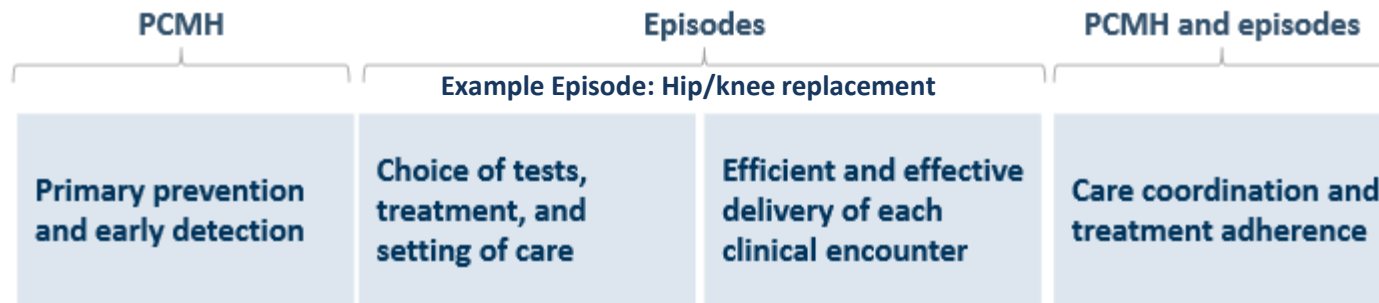 PCMH
Episodes
PCMH and episodes
Example Episode: Hip/knee replacement
Primary prevention
and early detection
Choice of tests,
treatment, and
setting of care
Efficient and effective
delivery of each
clinical encounter
Care coordination and
treatment adherence